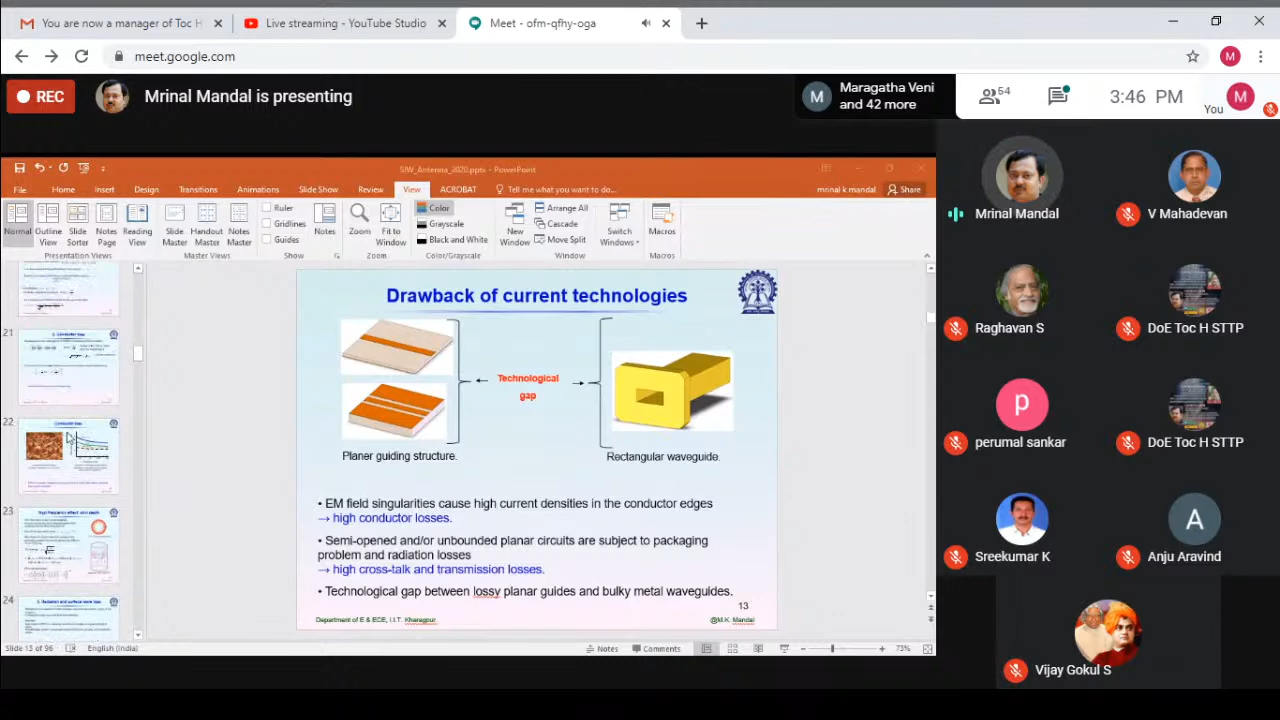 You are now a manager of Toc H
Live streaming - YouTube Studio
Meet - ofm-qfhy-oga
meet.google.com
M
REC
Mrinal Mandal is presenting
M
Maragatha Veni
and 42 more
54
3:46 PM
You
M
SIW_Antenna_2020.pptx - PowerPoint
File
Home
Insert
Design
Transitions
Animations
Slide Show
Review
View
ACROBAT
Tell me what you want to do...
mrinal k mandal
Share
Normal
Outline
View
Slide
Sorter
Notes
Page
Reading
View
Slide
Master
Handout
Master
Notes
Master
Ruler
Gridlines
Guides
Notes
Zoom
Fit to
Window
Color
Grayscale
Black and White
New
Window
Arrange All
Cascade
Move Split
Switch
Windows
Macros
Presentation Views
Master Views
Show
Zoom
Color/Grayscale
Window
Macros
21
22
23
24
Drawback of current technologies
Technological
gap
Planer guiding structure.
Rectangular waveguide.
• EM field singularities cause high current densities in the conductor edges
→ high conductor losses.
• Semi-opened and/or unbounded planar circuits are subject to packaging
problem and radiation losses
→ high cross-talk and transmission losses.
• Technological gap between lossy planar guides and bulky metal waveguides.
Department of E & ECE, I.I.T. Kharagpur
@M.K. Mandal
Slide 13 of 96
English (India)
Notes
Comments
73%
Mrinal Mandal
V Mahadevan
Raghavan S
DoE Toc H STTP
p
perumal sankar
DoE Toc H STTP
Sreekumar K
A
Anju Aravind
Vijay Gokul S